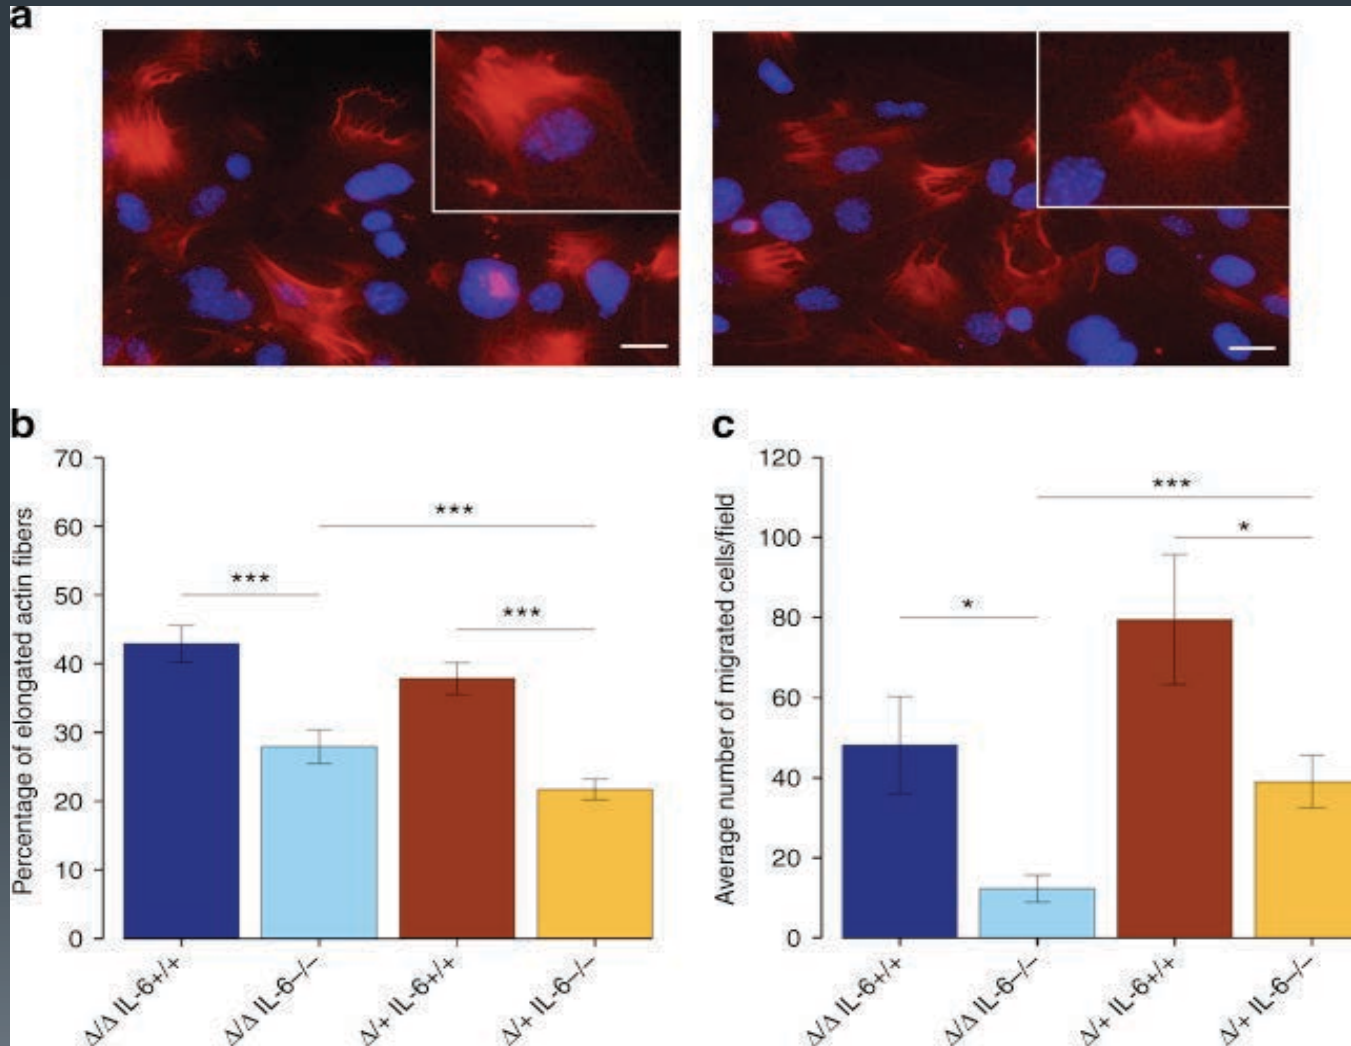 a
b
Percentage of elongated actin fibers
70
60
50
40
30
20
10
0
***
***
***
Δ/Δ IL-6+/+
Δ/Δ IL-6–/–
Δ/+ IL-6+/+
Δ/+ IL-6–/–
c
Average number of migrated cells/field
120
100
80
60
40
20
0
***
*
*
Δ/Δ IL-6+/+
Δ/Δ IL-6–/–
Δ/+ IL-6+/+
Δ/+ IL-6–/–